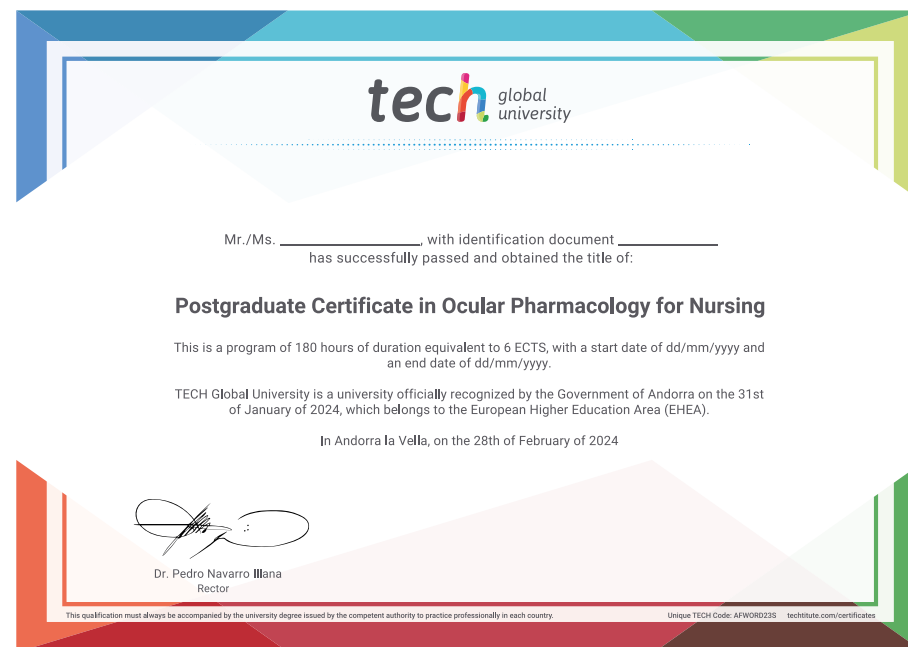 tech global
university
Mr./Ms. ____________________, with identification document ______________
has successfully passed and obtained the title of:
Postgraduate Certificate in Ocular Pharmacology for Nursing
This is a program of 180 hours of duration equivalent to 6 ECTS, with a start date of dd/mm/yyyy and
an end date of dd/mm/yyyy.
TECH Global University is a university officially recognized by the Government of Andorra on the 31st
of January of 2024, which belongs to the European Higher Education Area (EHEA).
In Andorra la Vella, on the 28th of February of 2024
Dr. Pedro Navarro Illana
Rector
This qualification must always be accompanied by the university degree issued by the competent authority to practice professionally in each country.
Unique TECH Code: AFWORD23S techtitute.com/certificates